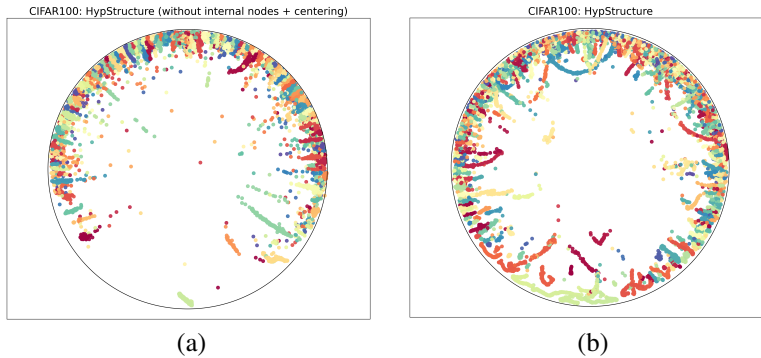 CIFAR100: HypStructure (without internal nodes + centering)
CIFAR100: HypStructure
(a)
(b)